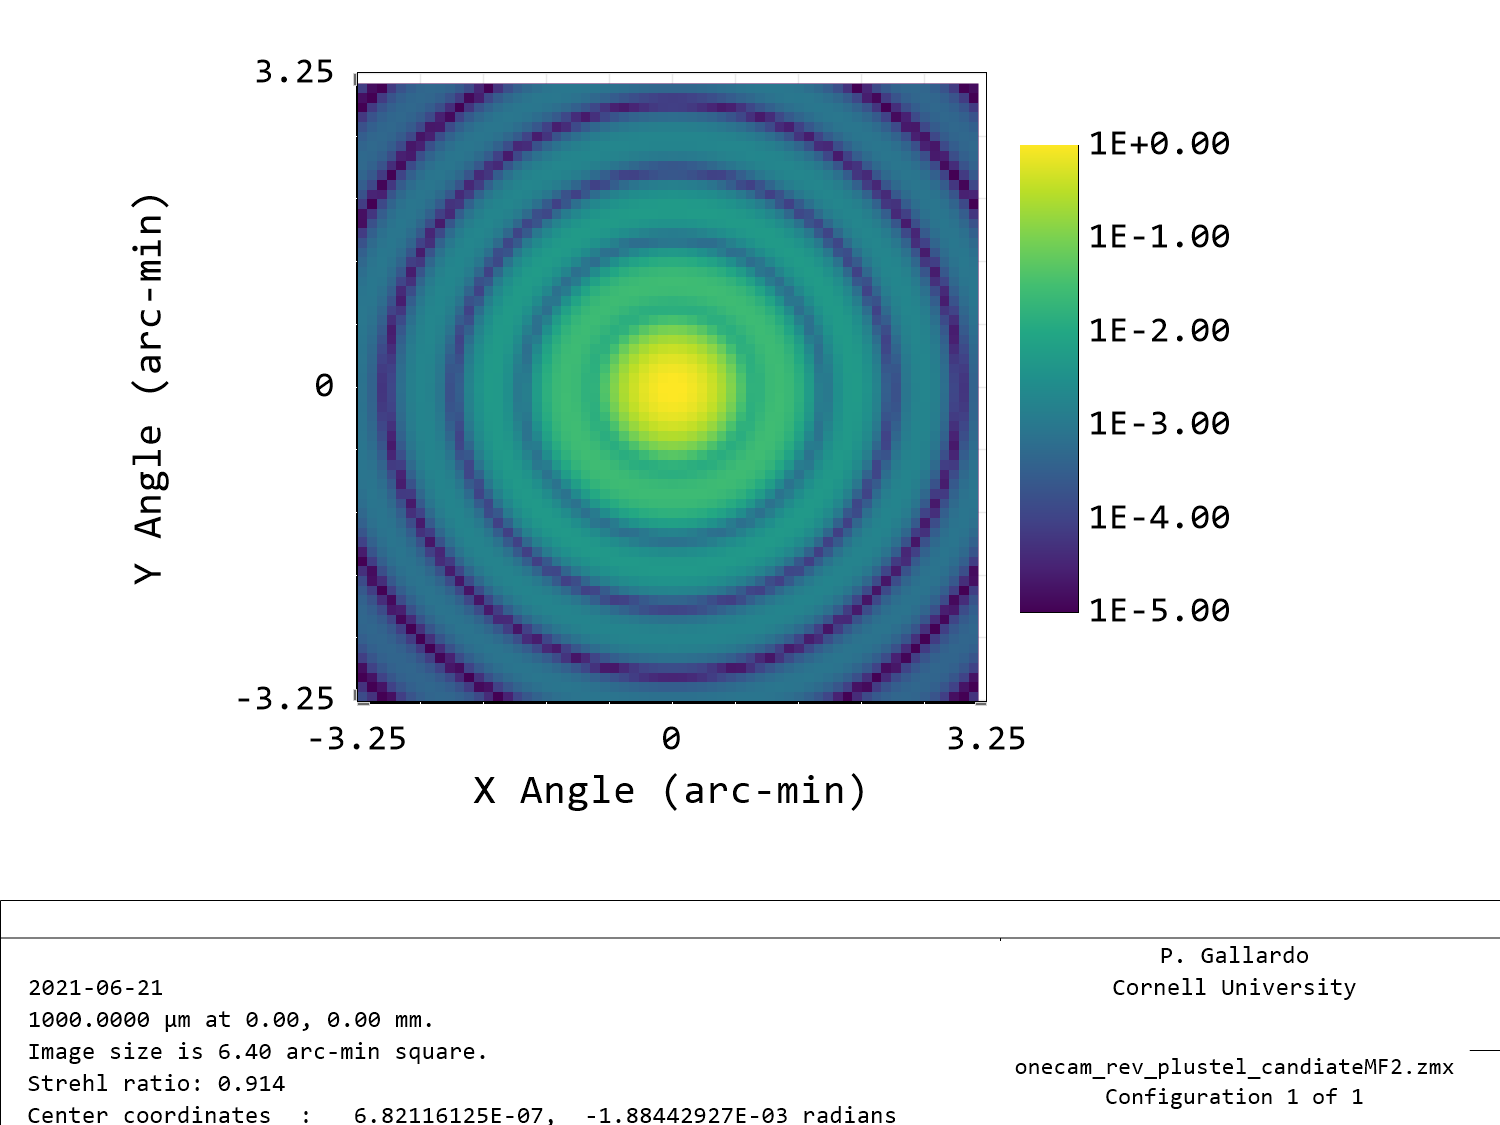 3.25
0
-3.25
Y Angle (arc-min)
-3.25 0 3.25
X Angle (arc-min)
1E+0.00
1E-1.00
1E-2.00
1E-3.00
1E-4.00
1E-5.00
2021-06-21
1000.0000 µm at 0.00, 0.00 mm.
Image size is 6.40 arc-min square.
Strehl ratio: 0.914
Center coordinates : 6.82116125E-07, -1.88442927E-03 radians
P. Gallardo
Cornell University
onecam_rev_plustel_candiateMF2.zmx
Configuration 1 of 1